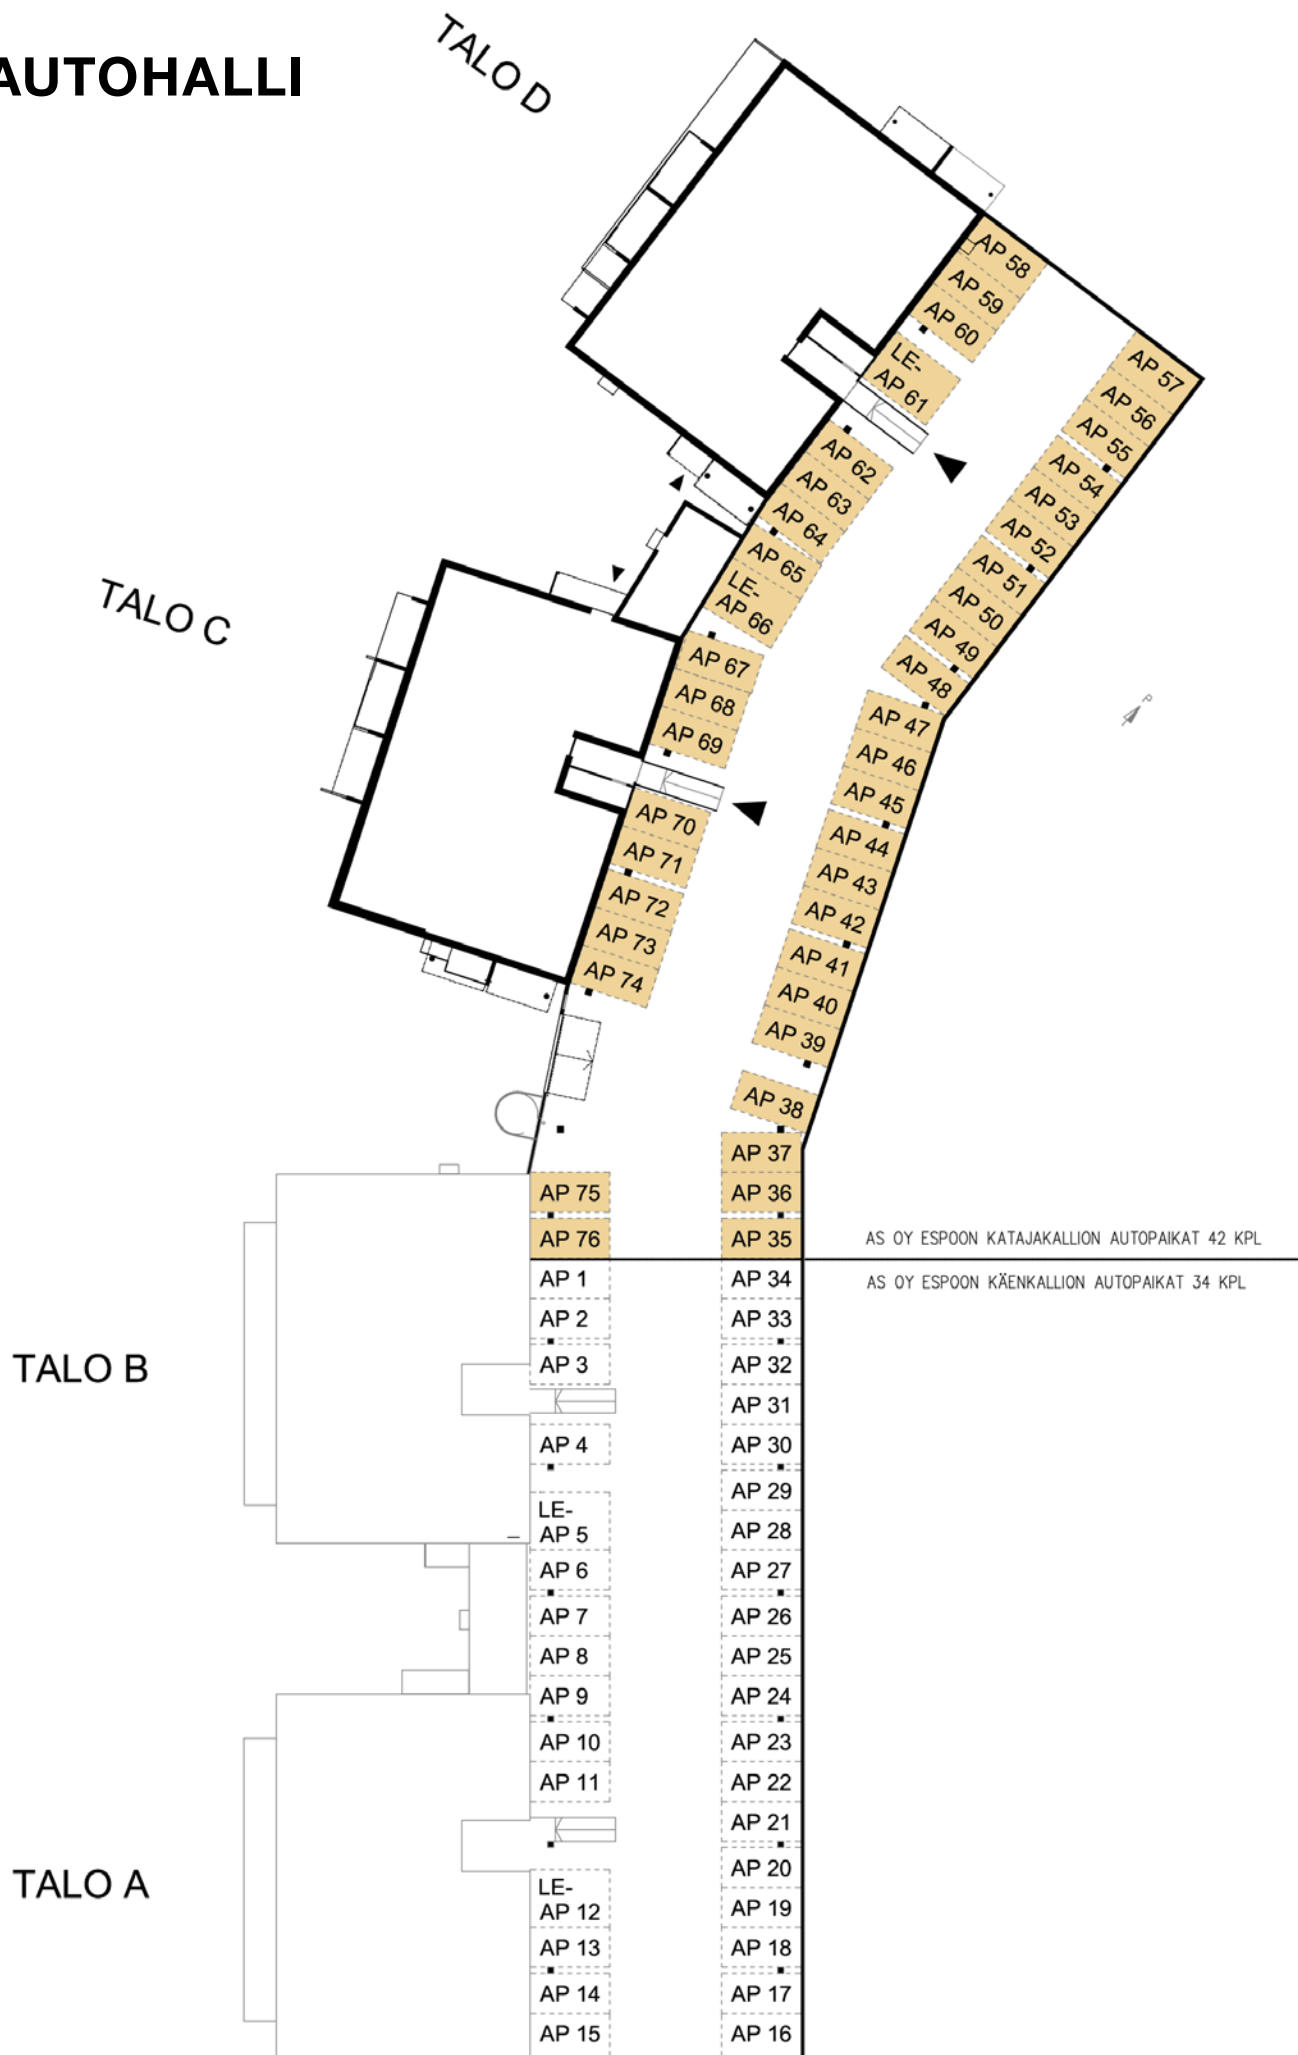 AUTOHALLI
TALO D
AP 58
AP 59
AP 60
LE-
AP 61
AP 57
AP 56
AP 55
AP 62
AP 63
AP 64
AP 65
LE-
AP 66
AP 54
AP 53
AP 52
AP 51
AP 50
AP 49
AP 48
TALO C
AP 67
AP 68
AP 69
AP 70
AP 71
AP 72
AP 73
AP 74
P
AP 47
AP 46
AP 45
AP 44
AP 43
AP 42
AP 41
AP 40
AP 39
AP 38
AP 37
AP 75
AP 36
AP 76
AP 35
AS OY ESPOON KATAJAKALLION AUTOPAIKAT 42 KPL
AS OY ESPOON KÄENKALLION AUTOPAIKAT 34 KPL
AP 1
AP 34
AP 2
AP 33
TALO B
AP 3
AP 32
AP 31
AP 4
AP 30
AP 29
LE-
AP 5
AP 28
AP 6
AP 27
AP 7
AP 26
AP 8
AP 25
AP 9
AP 24
AP 10
AP 23
AP 11
AP 22
AP 21
TALO A
AP 20
LE-
AP 12
AP 19
AP 13
AP 18
AP 14
AP 17
AP 15
AP 16